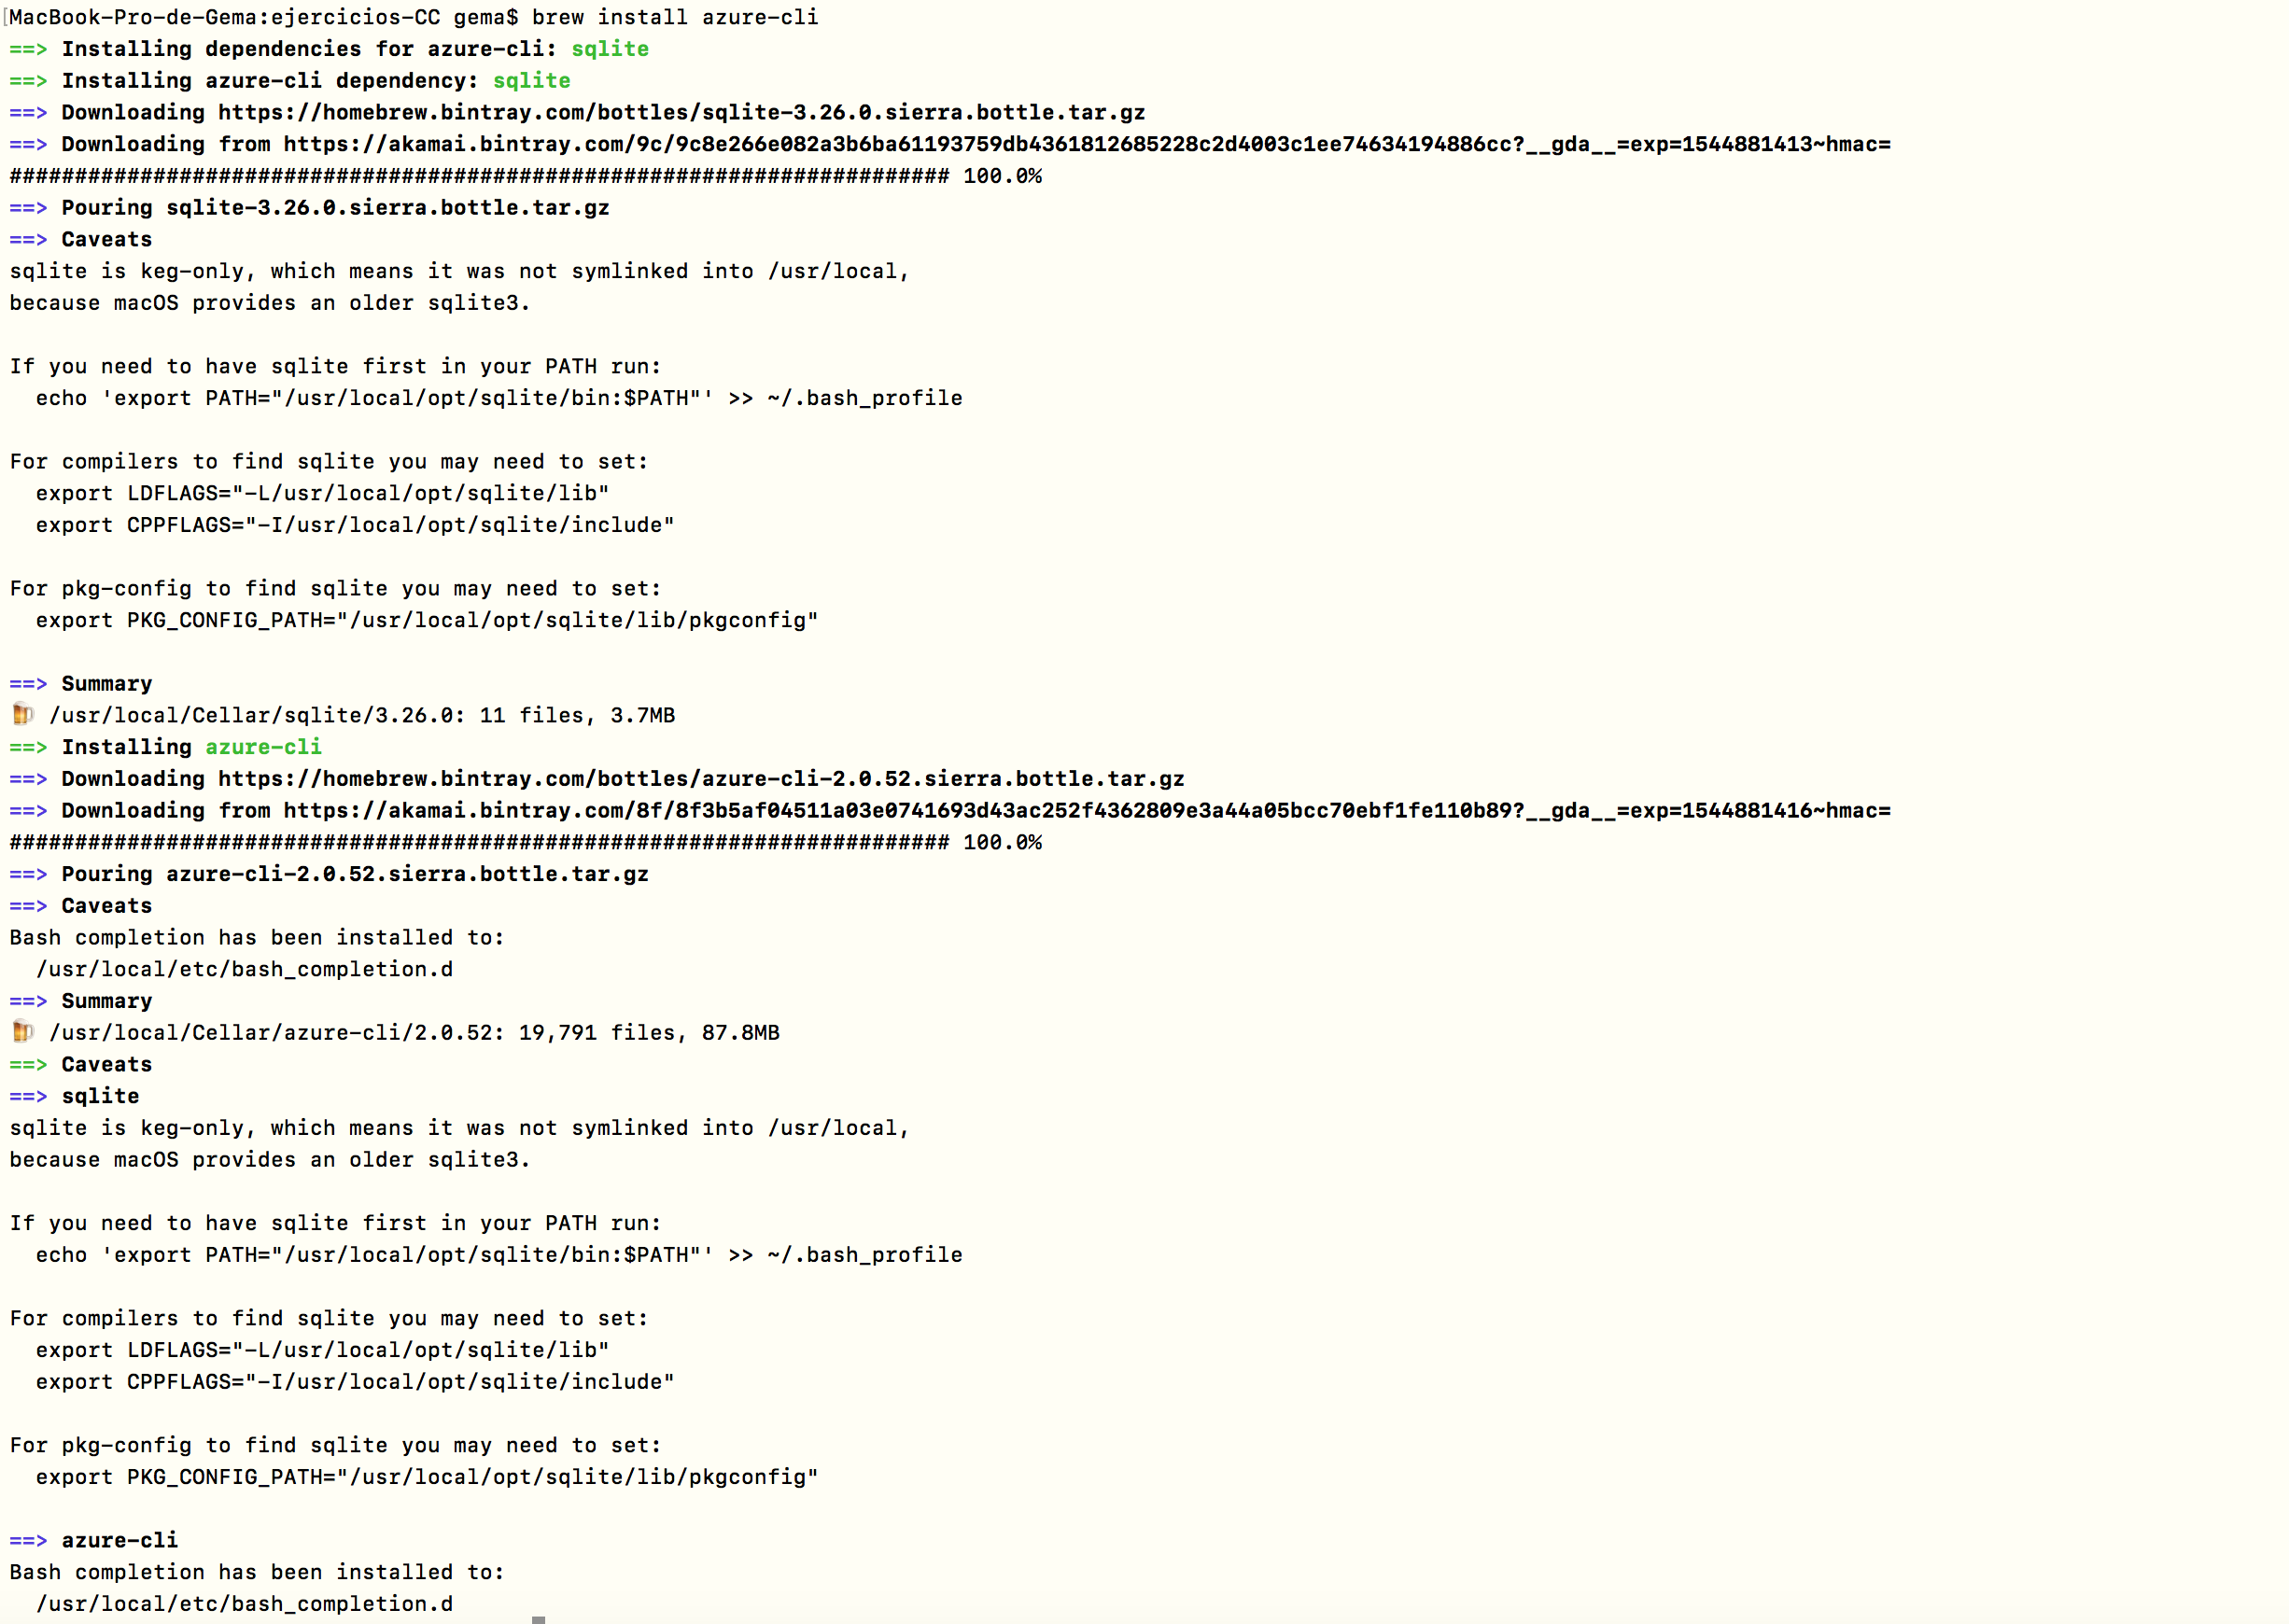 MacBook-Pro-de-Gema:ejercicios-CC gema$ brew install azure-cli
==> Installing dependencies for azure-cli: sqlite
==> Installing azure-cli dependency: sqlite
==> Downloading https://homebrew.bintray.com/bottles/sqlite-3.26.0.sierra.bottle.tar.gz
==> Downloading from https://akamai.bintray.com/9c/9c8e266e082a3b6ba61193759db4361812685228c2d4003c1ee74634194886cc?__gda__=exp=1544881413~hmac=
######################################################################## 100.0%
==> Pouring sqlite-3.26.0.sierra.bottle.tar.gz
==> Caveats
sqlite is keg-only, which means it was not symlinked into /usr/local,
because macOS provides an older sqlite3.

If you need to have sqlite first in your PATH run:
  echo 'export PATH="/usr/local/opt/sqlite/bin:$PATH"' >> ~/.bash_profile

For compilers to find sqlite you may need to set:
  export LDFLAGS="-L/usr/local/opt/sqlite/lib"
  export CPPFLAGS="-I/usr/local/opt/sqlite/include"

For pkg-config to find sqlite you may need to set:
  export PKG_CONFIG_PATH="/usr/local/opt/sqlite/lib/pkgconfig"

==> Summary
🍺 /usr/local/Cellar/sqlite/3.26.0: 11 files, 3.7MB
==> Installing azure-cli
==> Downloading https://homebrew.bintray.com/bottles/azure-cli-2.0.52.sierra.bottle.tar.gz
==> Downloading from https://akamai.bintray.com/8f/8f3b5af04511a03e0741693d43ac252f4362809e3a44a05bcc70ebf1fe110b89?__gda__=exp=1544881416~hmac=
######################################################################## 100.0%
==> Pouring azure-cli-2.0.52.sierra.bottle.tar.gz
==> Caveats
Bash completion has been installed to:
  /usr/local/etc/bash_completion.d
==> Summary
🍺 /usr/local/Cellar/azure-cli/2.0.52: 19,791 files, 87.8MB
==> Caveats
==> sqlite
sqlite is keg-only, which means it was not symlinked into /usr/local,
because macOS provides an older sqlite3.

If you need to have sqlite first in your PATH run:
  echo 'export PATH="/usr/local/opt/sqlite/bin:$PATH"' >> ~/.bash_profile

For compilers to find sqlite you may need to set:
  export LDFLAGS="-L/usr/local/opt/sqlite/lib"
  export CPPFLAGS="-I/usr/local/opt/sqlite/include"

For pkg-config to find sqlite you may need to set:
  export PKG_CONFIG_PATH="/usr/local/opt/sqlite/lib/pkgconfig"

==> azure-cli
Bash completion has been installed to:
  /usr/local/etc/bash_completion.d